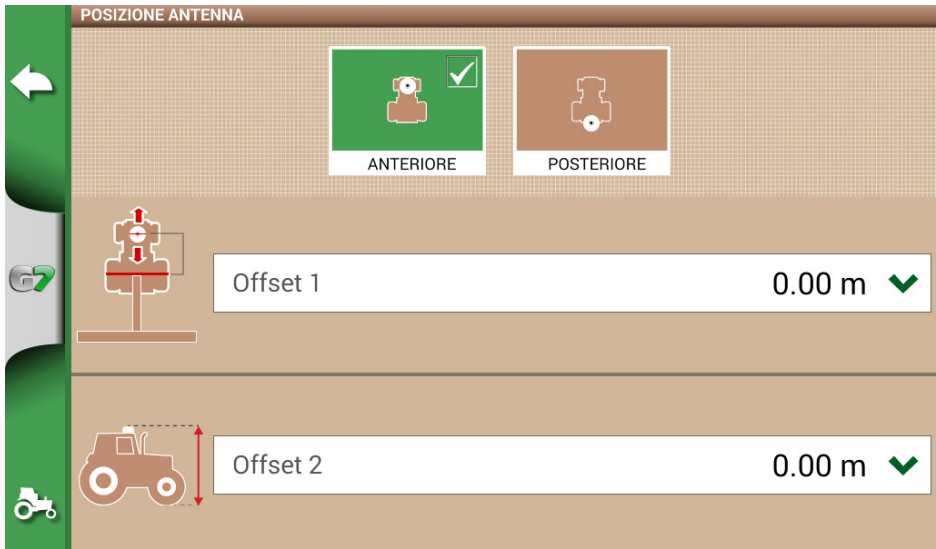 POSIZIONE ANTENNA
ANTERIORE
POSTERIORE
G7
Offset 1
0.00 m
Offset 2
0.00 m